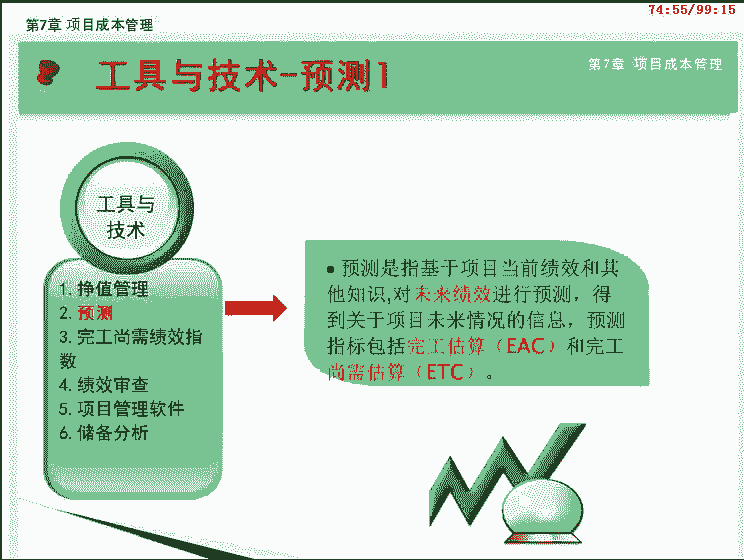 74:55/99:15
第7章 项目成本管理
工具与技术-预测1
第7章 项目成本管理
工具与
技术
1. 挣值管理
2. 预测
3. 完工尚需绩效指
数
4. 绩效审查
5. 项目管理软件
6. 储备分析
● 预测是指基于项目当前绩效和其
他知识,对未来绩效进行预测，得
到关于项目未来情况的信息，预测
指标包括完工估算（EAC）和完工
尚需估算（ETC）。